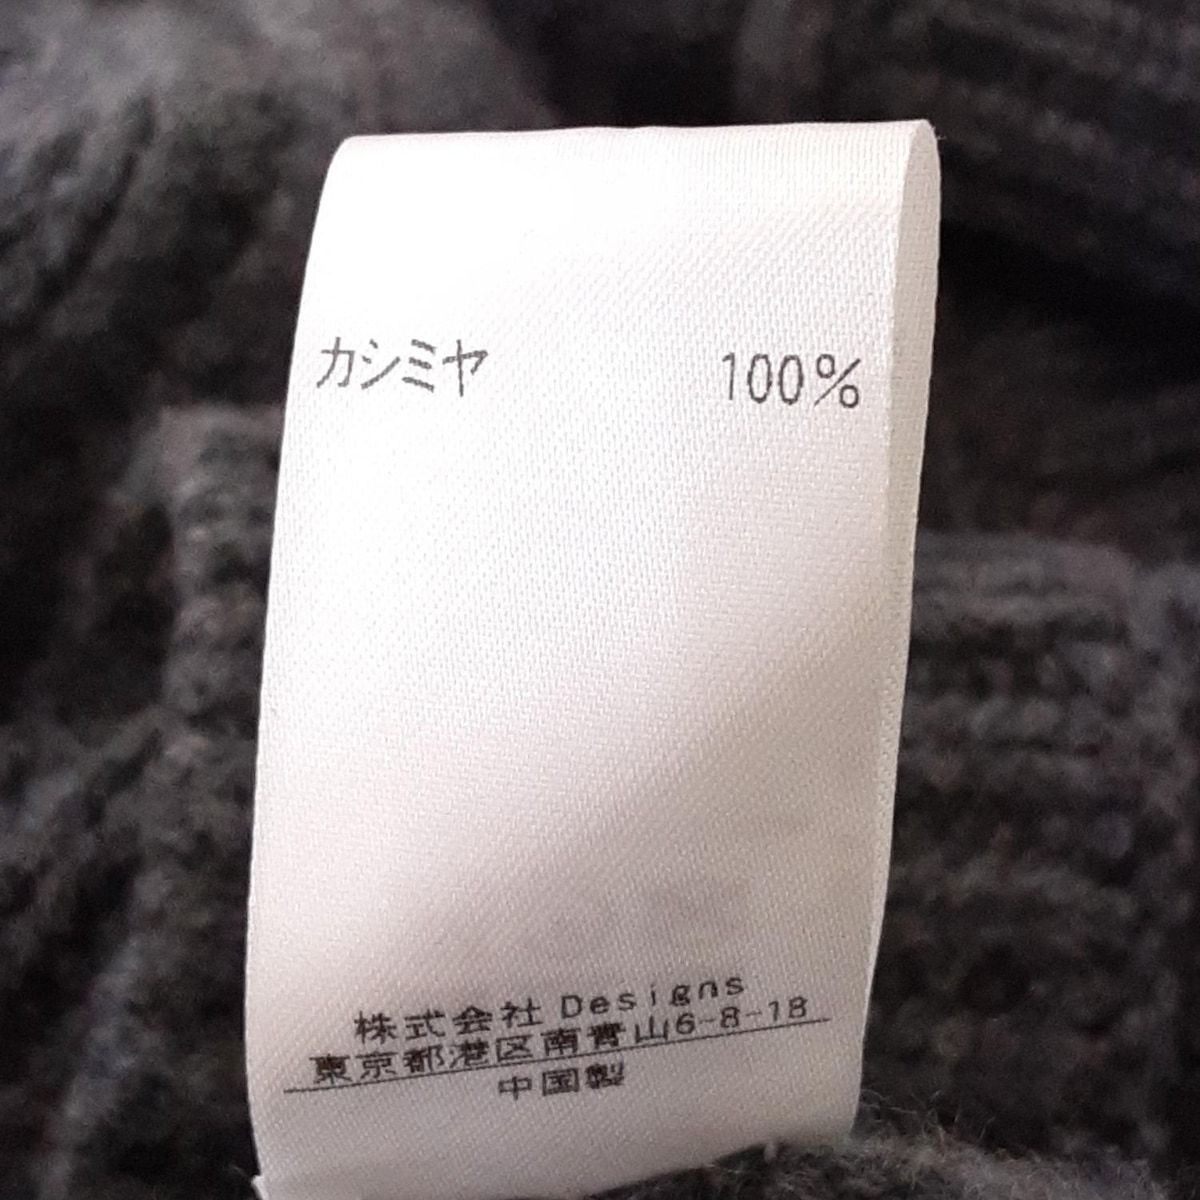 カシミヤ 100%
株式会社 Designs
東京都港区南青山6-8-18
中国製